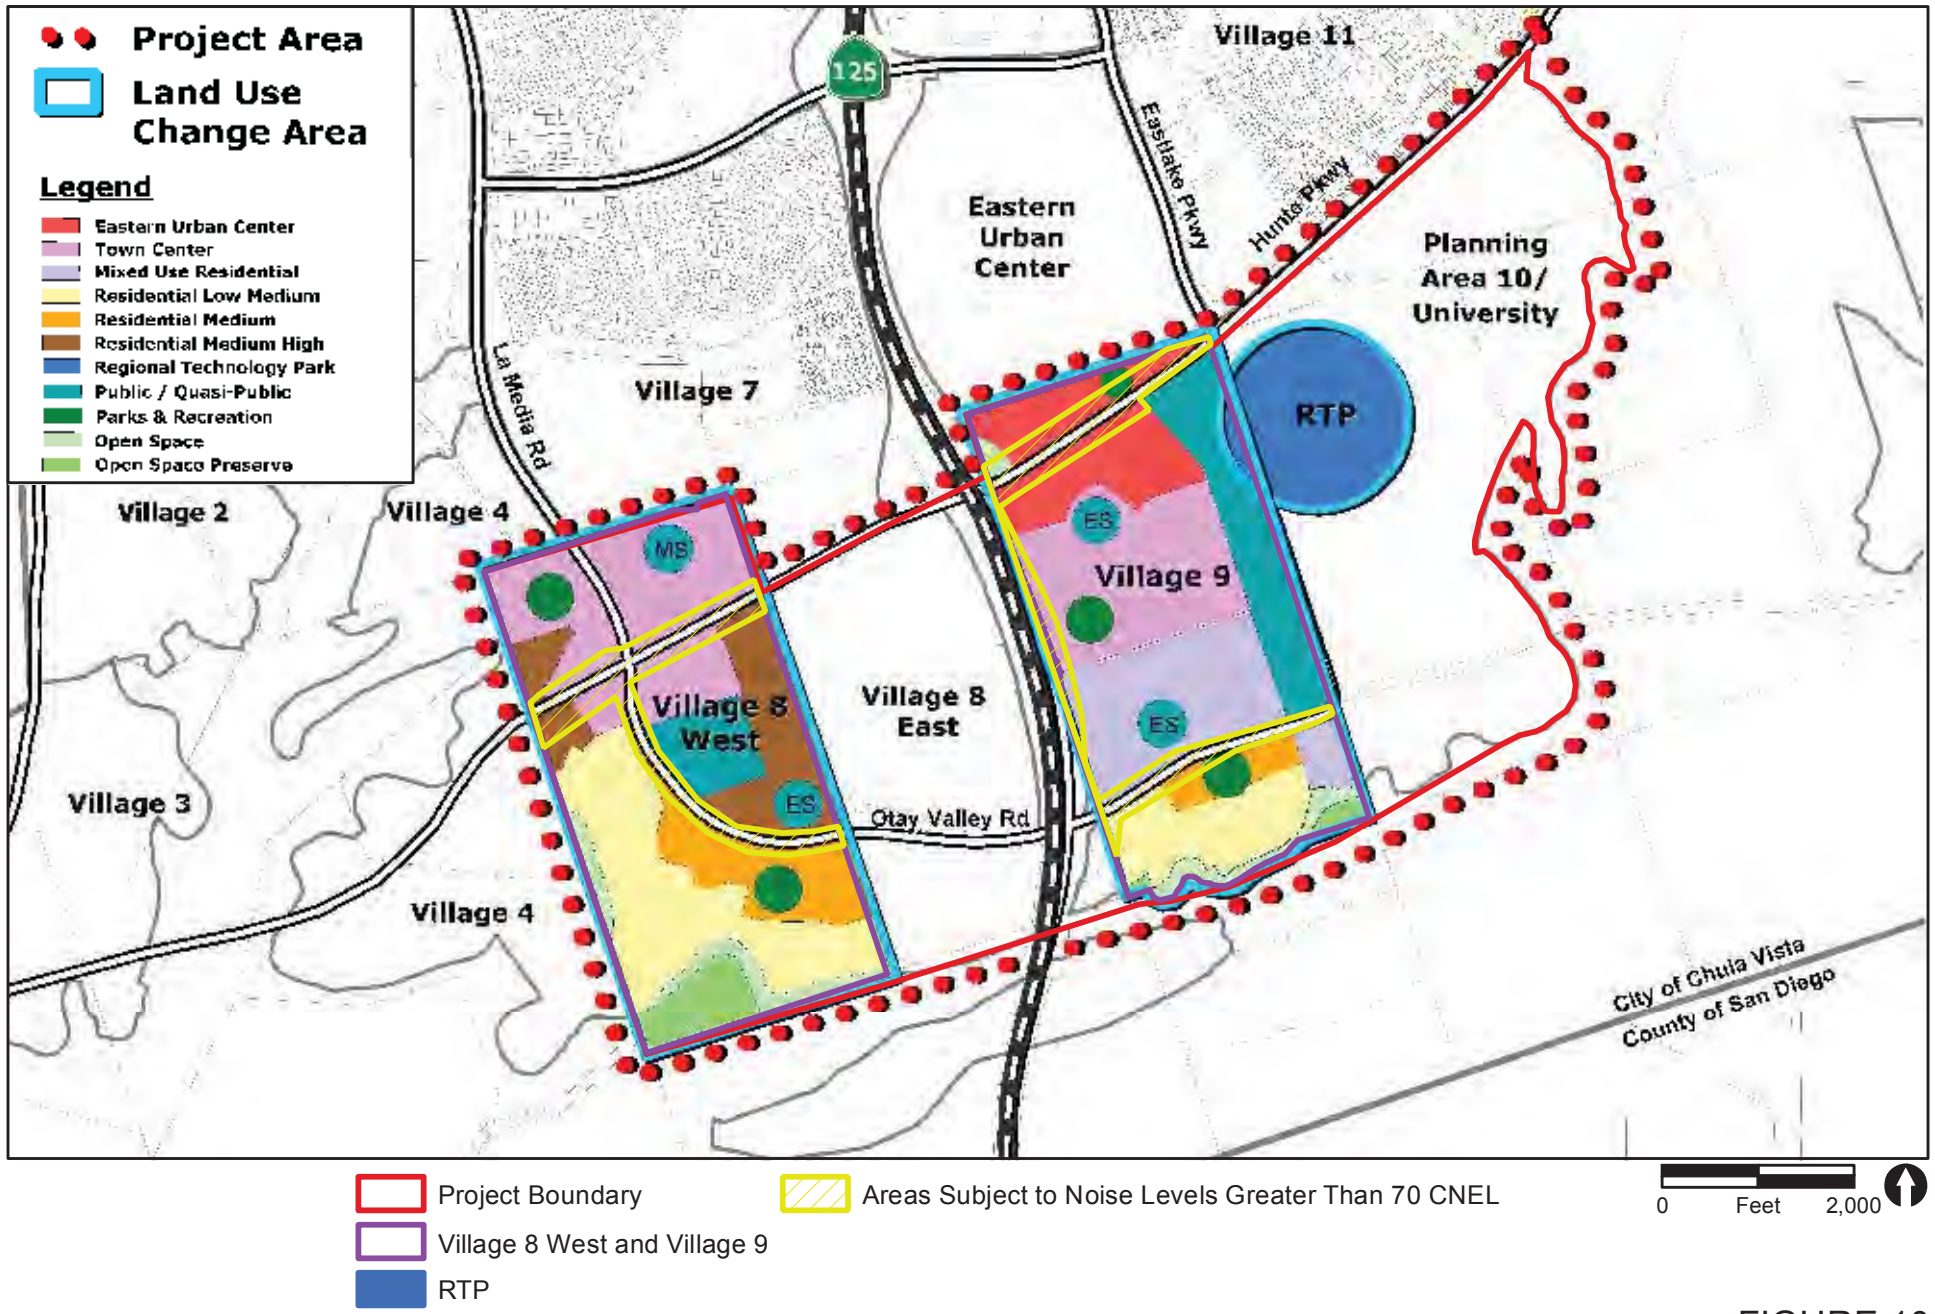 Project Area
Land Use
Change Area
Legend
Eastern Urban Center
Town Center
Mixed Use Residential
Residential Low Medium
Residential Medium
Residential Medium High
Regional Technology Park
Public / Quasi-Public
Parks & Recreation
Open Space
Open Space Preserve
125
Village 11
Eastlake Pkwy
Hunte Pkwy
Eastern
Urban
Center
Planning
Area 10/
University
La Media Rd
Village 7
RTP
Village 2
Village 4
MS
ES
Village 9
Village 8
West
Village 8
East
ES
Village 3
ES
Otay Valley Rd
Village 4
City of Chula Vista
County of San Diego
Project Boundary
Areas Subject to Noise Levels Greater Than 70 CNEL
0 Feet 2,000
Village 8 West and Village 9
RTP